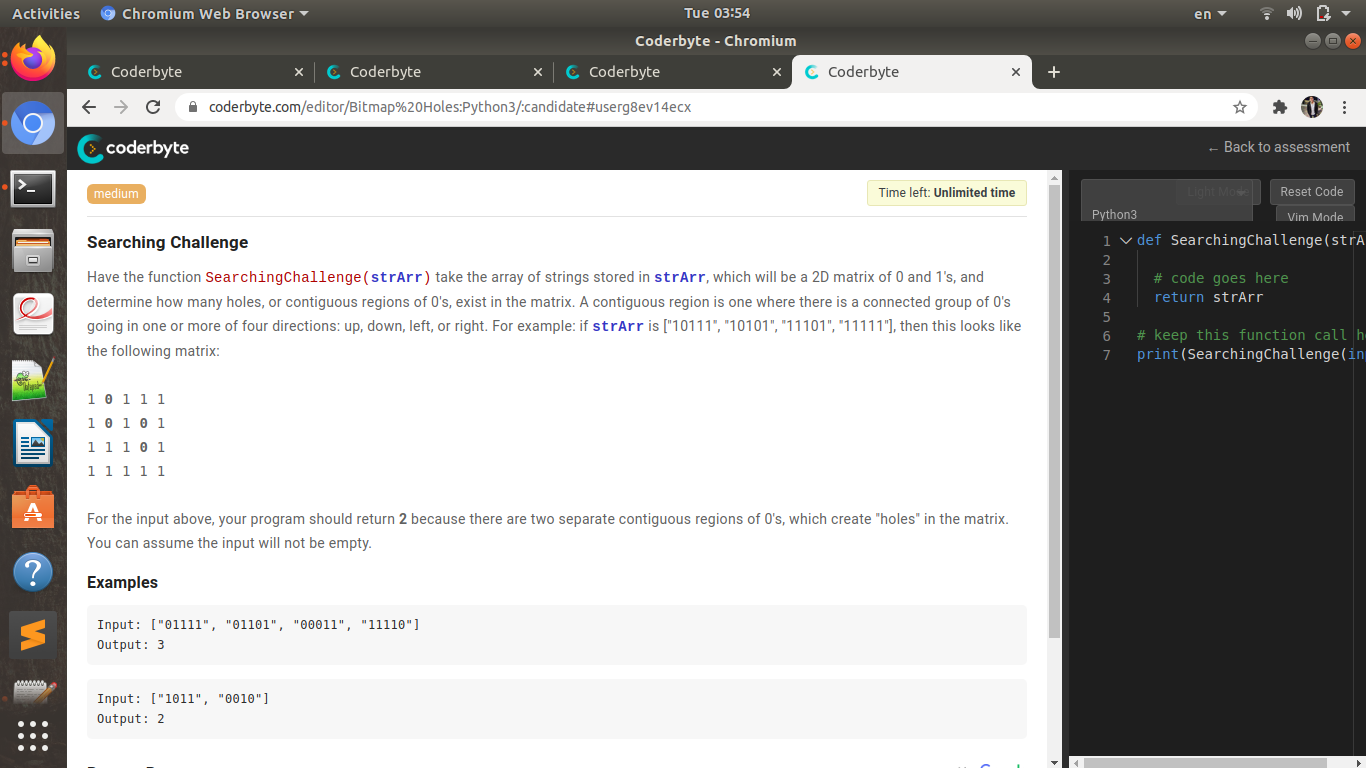 Activities Chromium Web Browser Tue 03:54 en
Coderbyte - Chromium
Coderbyte Coderbyte Coderbyte Coderbyte
coderbyte.com/editor/Bitmap%20Holes:Python3/:candidate#userg8ev14ecx
coderbyte ← Back to assessment
medium Time left: Unlimited time
Searching Challenge
Have the function SearchingChallenge(strArr) take the array of strings stored in strArr, which will be a 2D matrix of 0 and 1's, and
determine how many holes, or contiguous regions of 0's, exist in the matrix. A contiguous region is one where there is a connected group of 0's
going in one or more of four directions: up, down, left, or right. For example: if strArr is ["10111", "10101", "11101", "11111"], then this looks like
the following matrix:
1 0 1 1 1
1 0 1 0 1
1 1 1 0 1
1 1 1 1 1
For the input above, your program should return 2 because there are two separate contiguous regions of 0's, which create "holes" in the matrix.
You can assume the input will not be empty.
Examples
Input: ["01111", "01101", "00011", "11110"]
Output: 3
Input: ["1011", "0010"]
Output: 2
Light Mode Reset Code
Python3 Vim Mode
1 def SearchingChallenge(strA
2
3 # code goes here
4 return strArr
5
6 # keep this function call h
7 print(SearchingChallenge(in